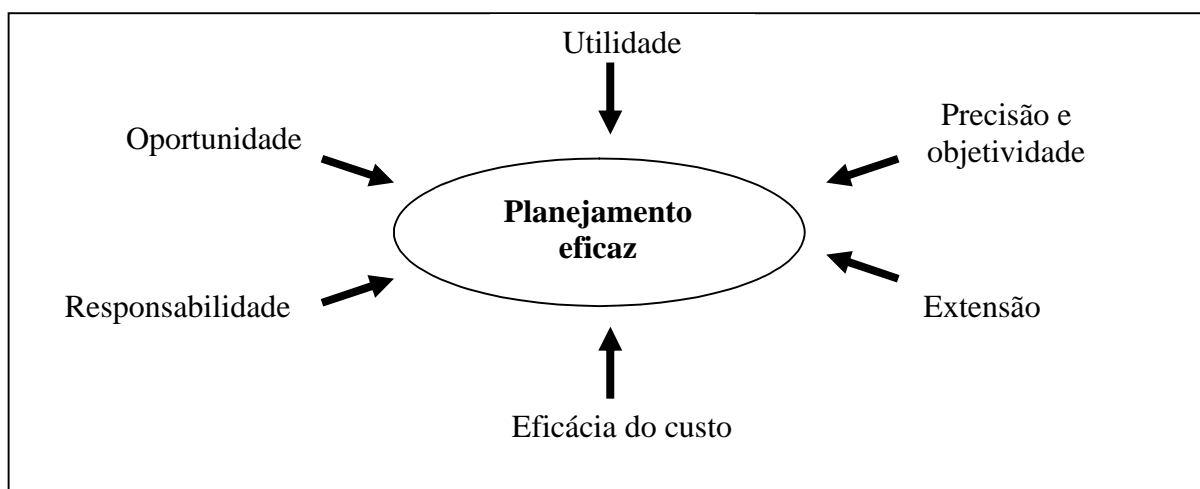 Utilidade
Oportunidade
Precisão e
objetividade
Planejamento
eficaz
Responsabilidade
Extensão
Eficácia do custo